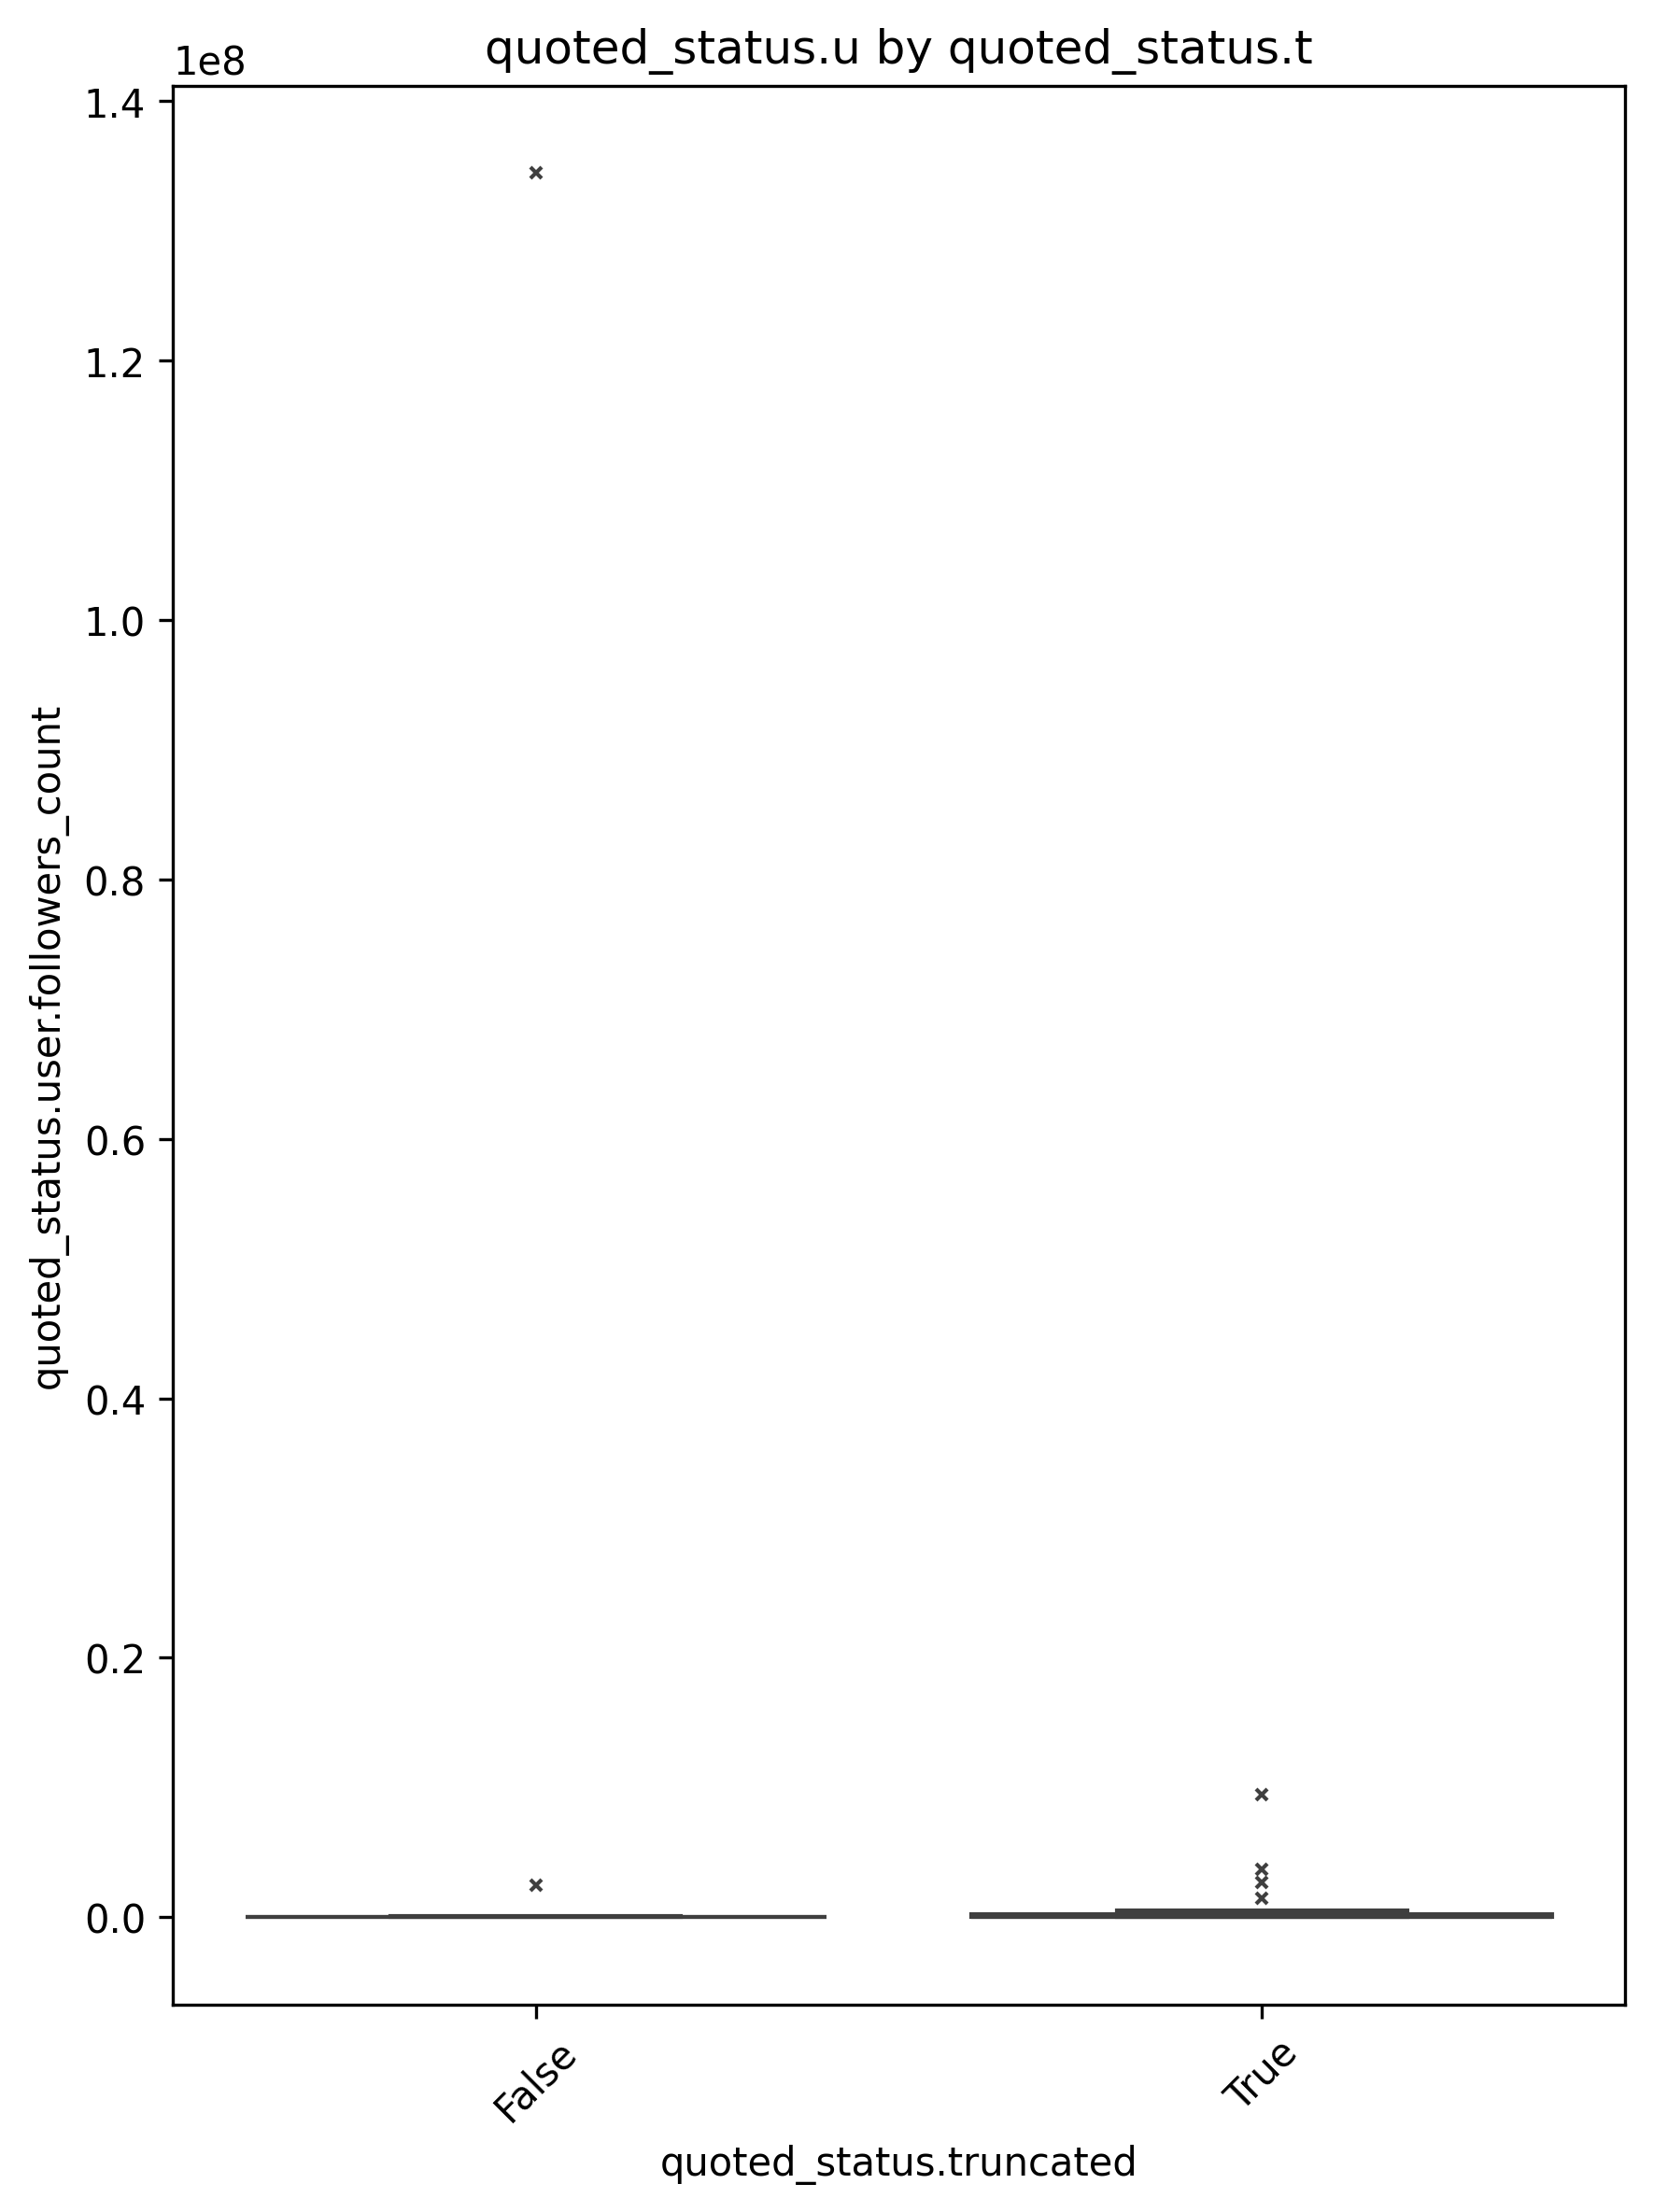 quoted_status.u by quoted_status.t
1e8
1.4
1.2
1.0
0.8
0.6
0.4
0.2
0.0
quoted_status.user.followers_count
False
True
quoted_status.truncated